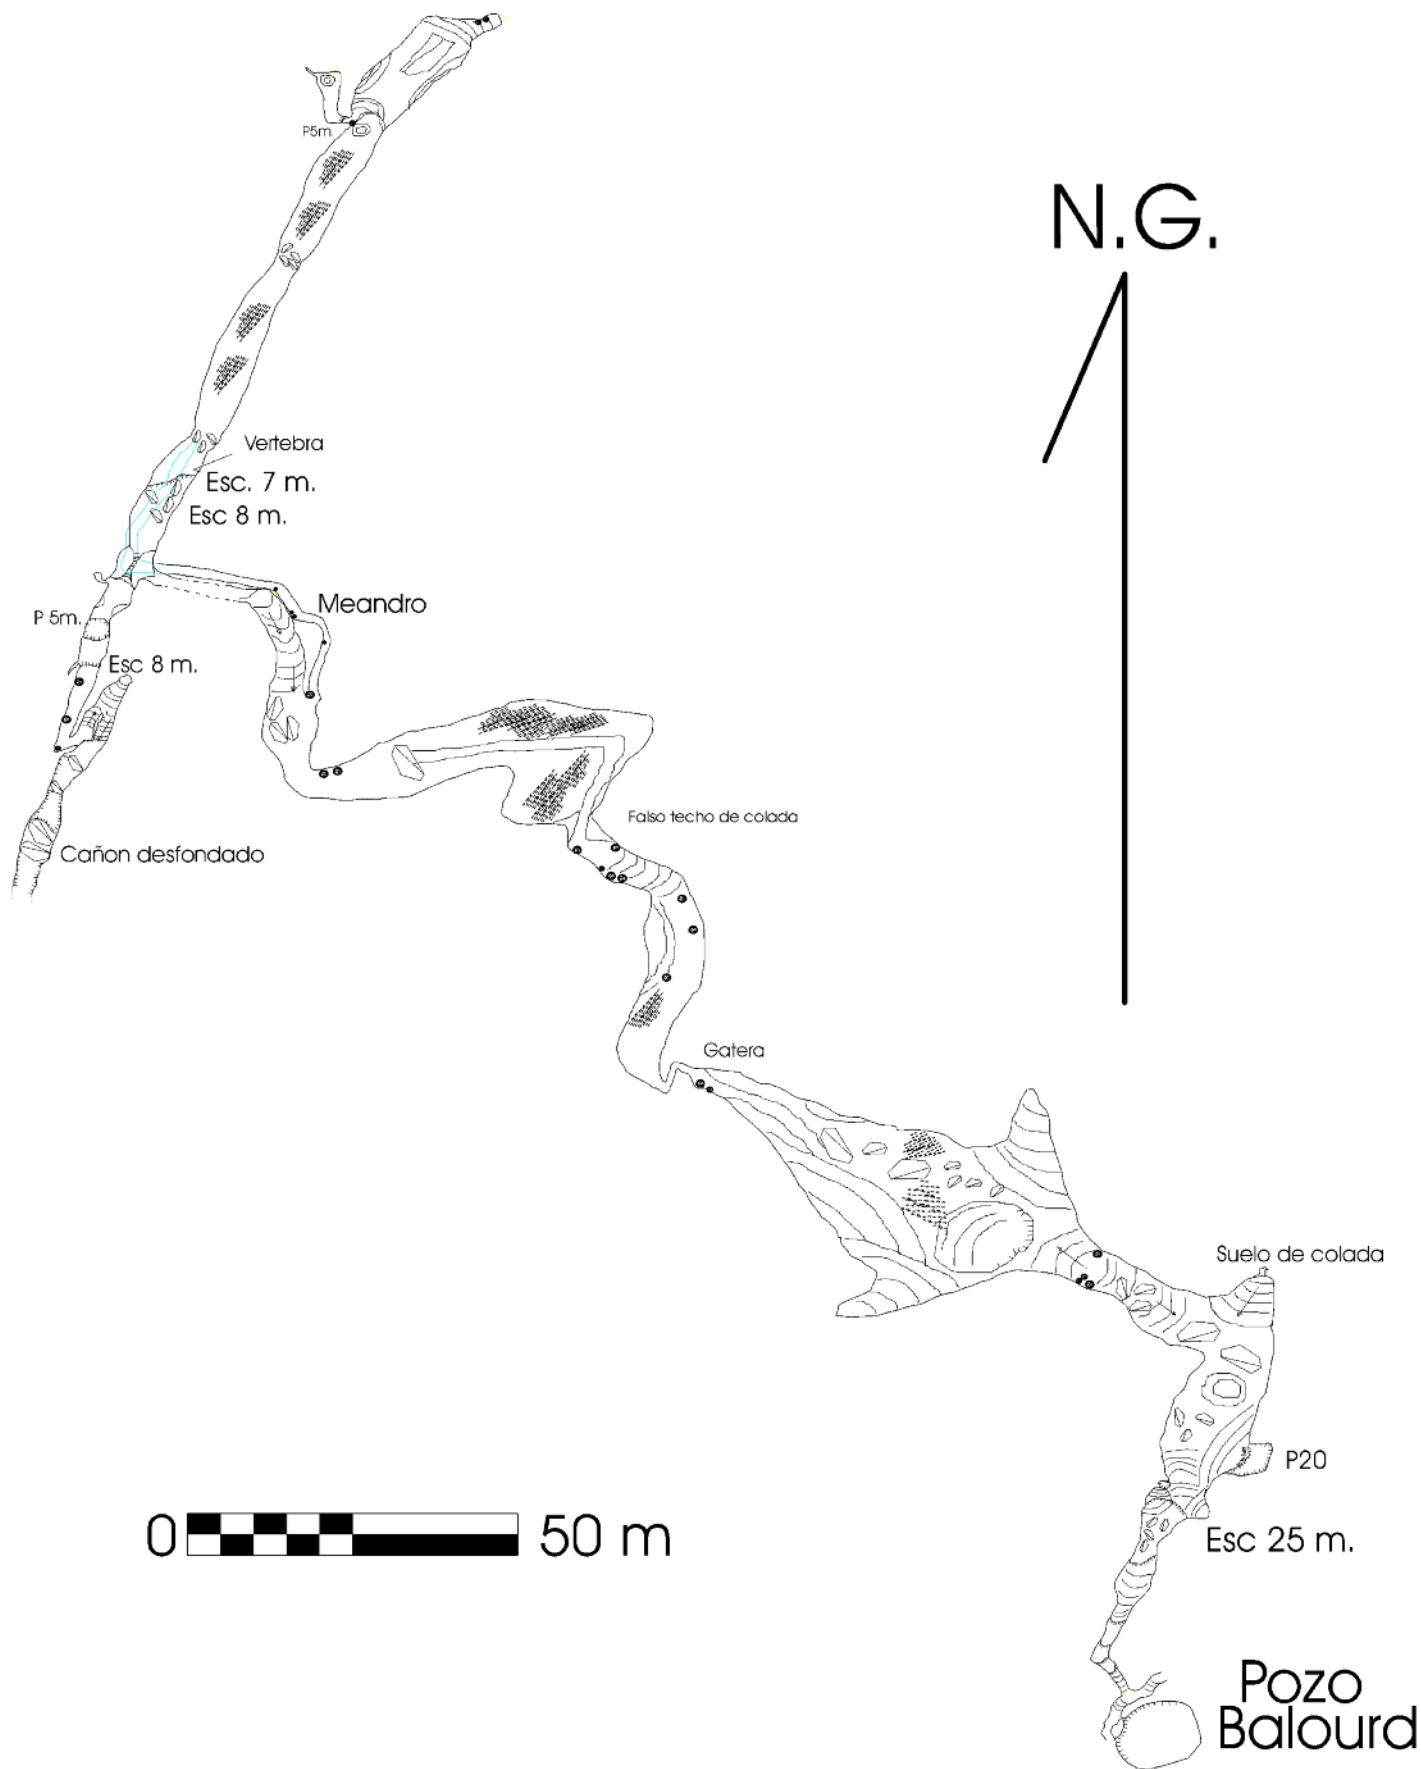 N.G.
P5m.
Vertebra
Esc. 7 m.
Esc 8 m.
Meandro
P 5m.
Esc 8 m.
Falso techo de colada
Cañon desfondado
Gatera
Suelo de colada
P20
0 50 m
Esc 25 m.
Pozo
Balourd